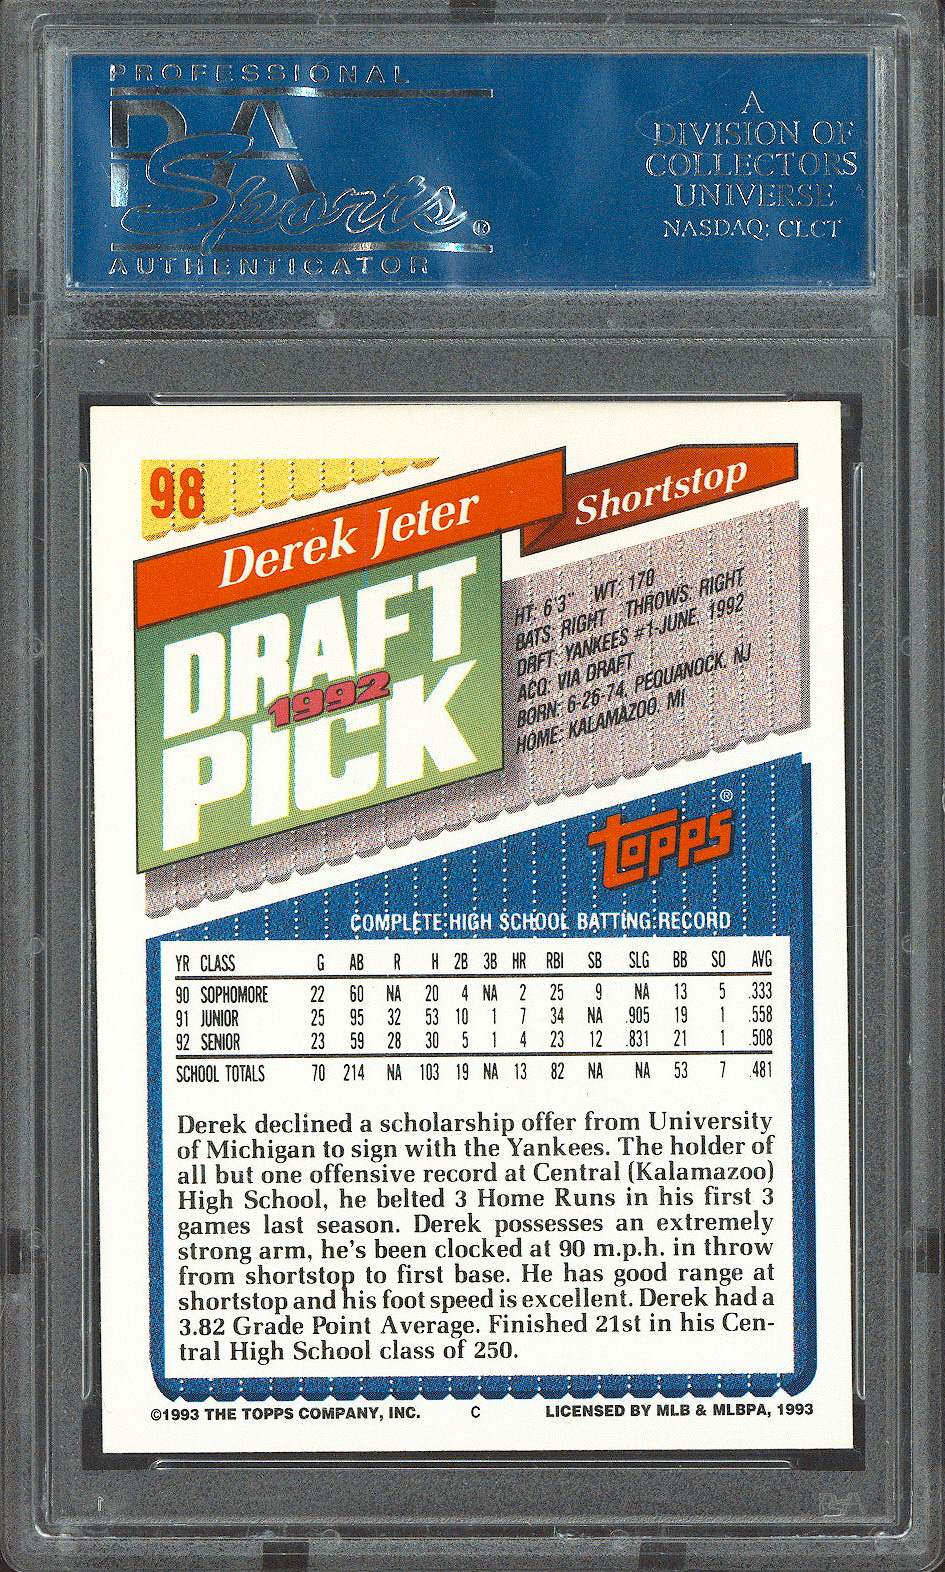 PROFESSIONAL
PSA
Sports®
AUTHENTICATOR
A
DIVISION OF
COLLECTORS
UNIVERSE
NASDAQ: CLCT
98
Derek Jeter
Shortstop
DRAFT
1992
PICK
HT: 6'3" WT: 170
BATS: RIGHT THROWS: RIGHT
DRFT: YANKEES #1-JUNE, 1992
ACQ: VIA DRAFT
BORN: 6-26-74, PEQUANOCK, NJ
HOME: KALAMAZOO, MI
topps®
COMPLETE HIGH SCHOOL BATTING RECORD
YR CLASS G AB R H 2B 3B HR RBI SB SLG BB SO AVG
90 SOPHOMORE 22 60 NA 20 4 NA 2 25 9 NA 13 5 .333
91 JUNIOR 25 95 32 53 10 1 7 34 NA .905 19 1 .558
92 SENIOR 23 59 28 30 5 1 4 23 12 .831 21 1 .508
SCHOOL TOTALS 70 214 NA 103 19 NA 13 82 NA NA 53 7 .481
Derek declined a scholarship offer from University
of Michigan to sign with the Yankees. The holder of
all but one offensive record at Central (Kalamazoo)
High School, he belted 3 Home Runs in his first 3
games last season. Derek possesses an extremely
strong arm, he's been clocked at 90 m.p.h. in throw
from shortstop to first base. He has good range at
shortstop and his foot speed is excellent. Derek had a
3.82 Grade Point Average. Finished 21st in his Cen-
tral High School class of 250.
©1993 THE TOPPS COMPANY, INC. C LICENSED BY MLB & MLBPA, 1993
PSA